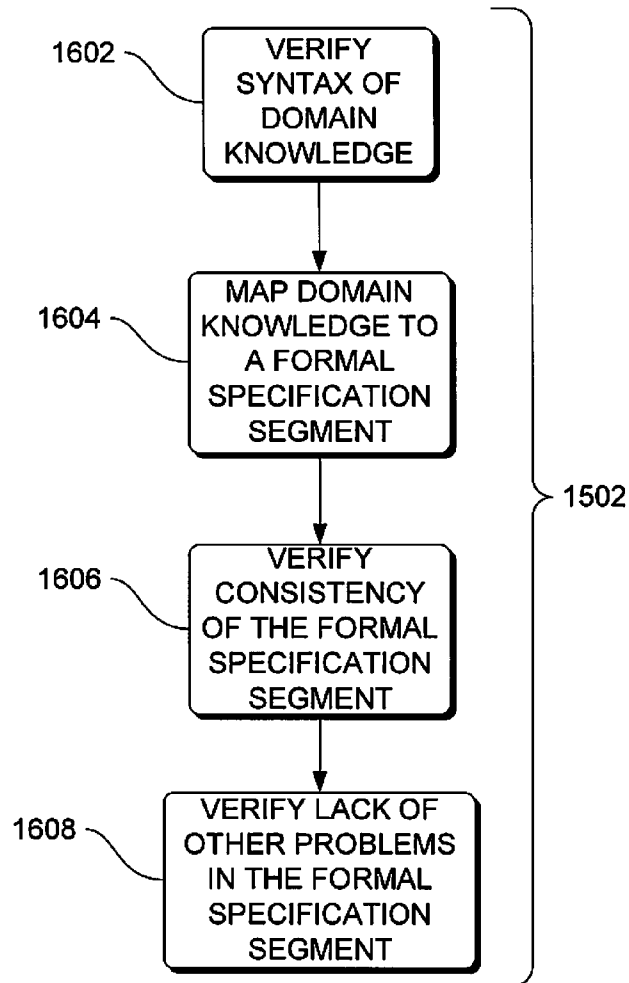 1602
VERIFY
SYNTAX OF
DOMAIN
KNOWLEDGE
1604
MAP DOMAIN
KNOWLEDGE TO
A FORMAL
SPECIFICATION
SEGMENT
1502
1606
VERIFY
CONSISTENCY
OF THE FORMAL
SPECIFICATION
SEGMENT
1608
VERIFY LACK OF
OTHER PROBLEMS
IN THE FORMAL
SPECIFICATION
SEGMENT